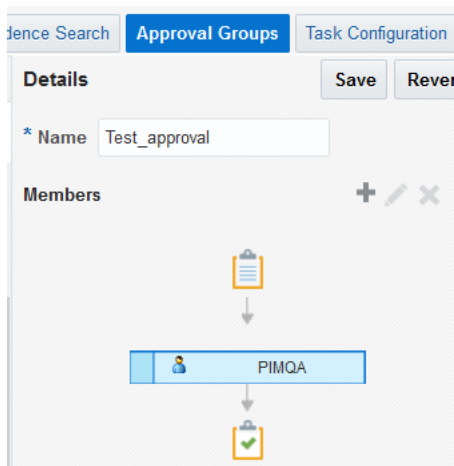 dence Search Approval Groups Task Configuration
Details Save Rever
* Name Test_approval
Members
PIMQA